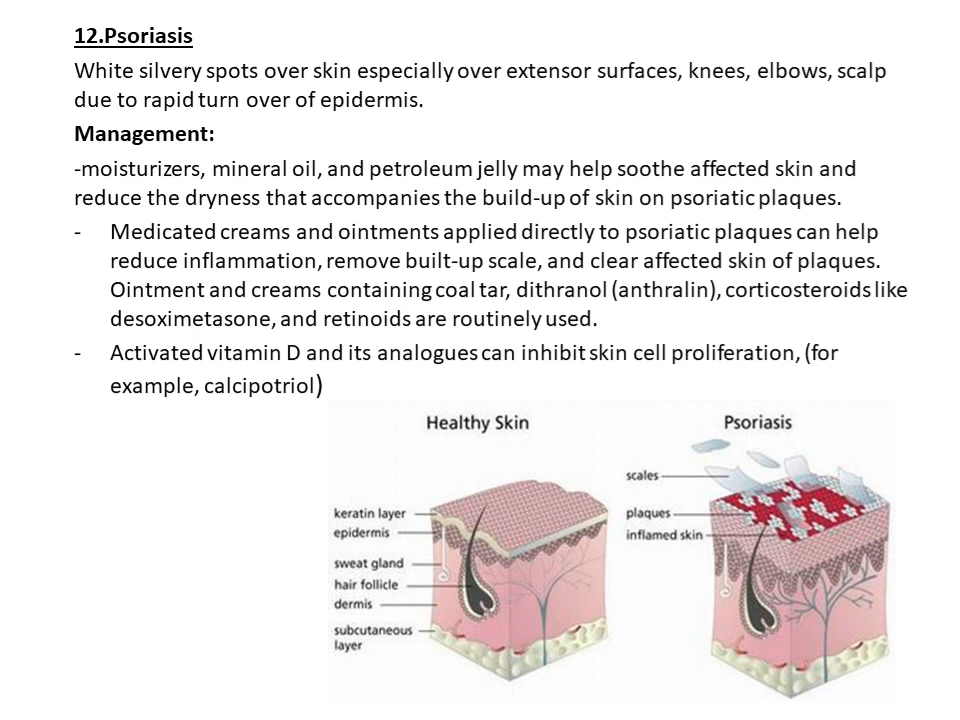 12.Psoriasis
White silvery spots over skin especially over extensor surfaces, knees, elbows, scalp
due to rapid turn over of epidermis.
Management:
-moisturizers, mineral oil, and petroleum jelly may help soothe affected skin and
reduce the dryness that accompanies the build-up of skin on psoriatic plaques.
- Medicated creams and ointments applied directly to psoriatic plaques can help
reduce inflammation, remove built-up scale, and clear affected skin of plaques.
Ointment and creams containing coal tar, dithranol (anthralin), corticosteroids like
desoximetasone, and retinoids are routinely used.
- Activated vitamin D and its analogues can inhibit skin cell proliferation, (for
example, calcipotriol)
Healthy Skin
keratin layer
epidermis
sweat gland
hair follicle
dermis
subcutaneous
layer
Psoriasis
scales
plaques
inflamed skin